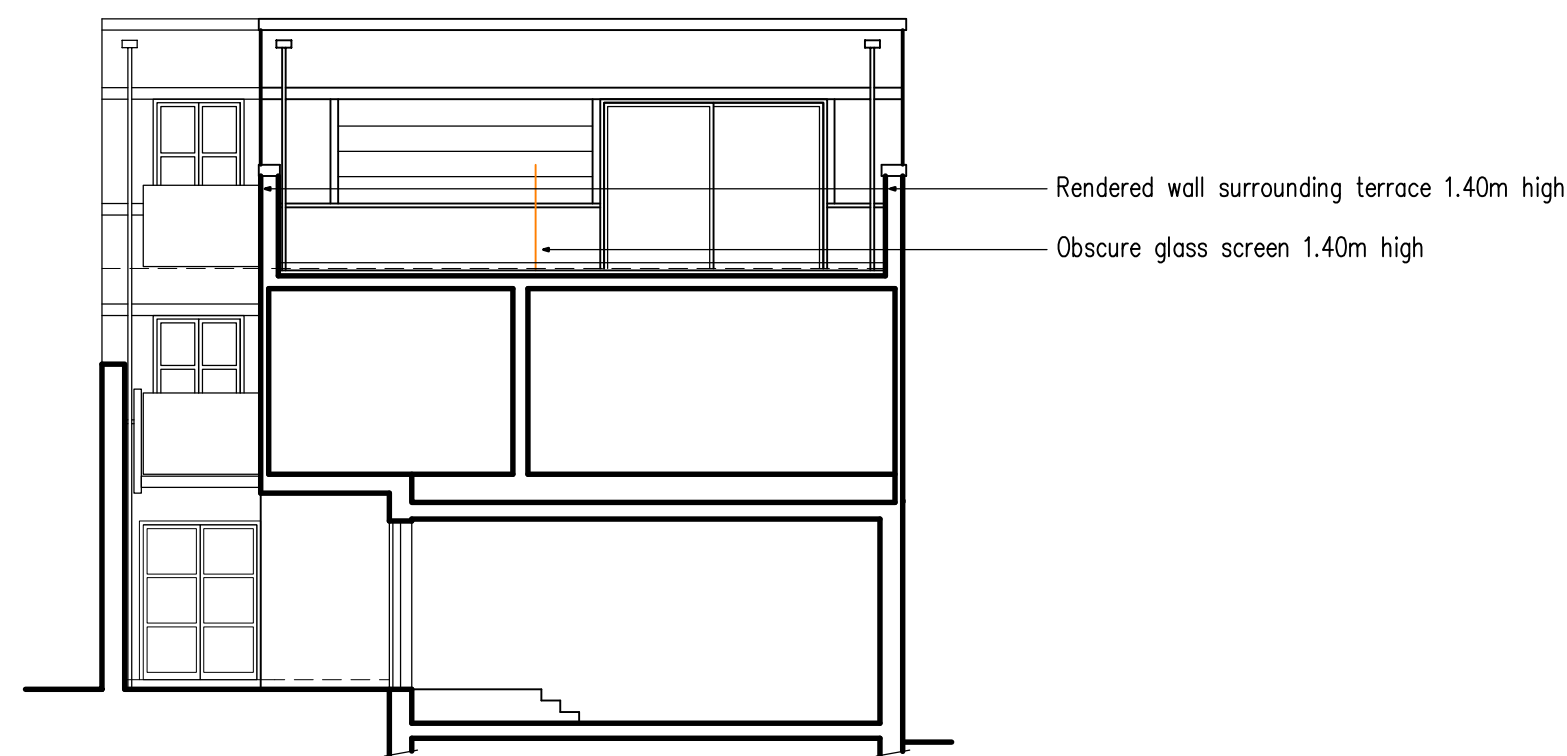 Rendered wall surrounding terrace 1.40m high
Obscure glass screen 1.40m high